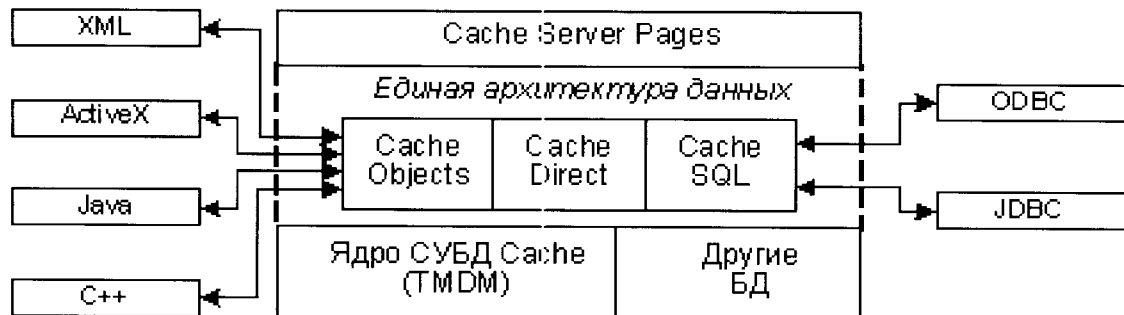 XML
ActiveX
Java
C++
Cache Server Pages
Единая архитектура данных
Cache
Objects
Cache
Direct
Cache
SQL
Ядро СУБД Cache
(TMDM)
Другие
БД
ODBC
JDBC